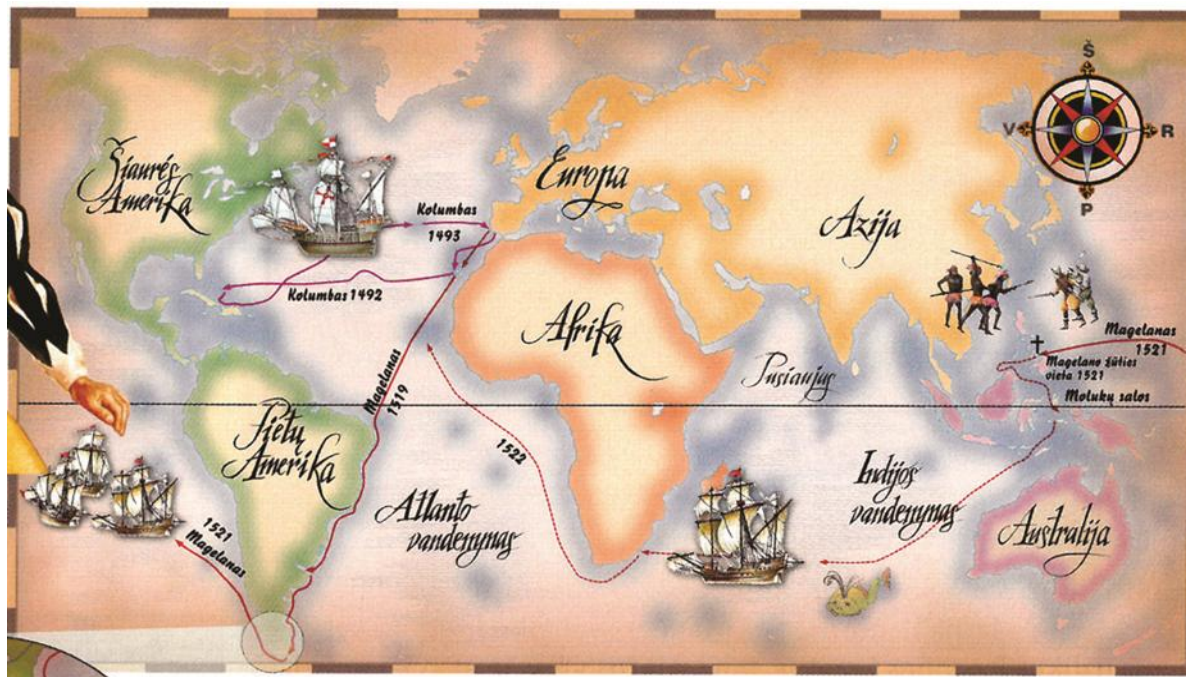 Š
V
R
P
Šiaurės
Amerika
Europa
Azija
Kolumbas
1493
Kolumbas 1492
Afrika
Magelanas
1519
Magelanas
1521
Magelano žūties
vieta 1521
Pusiaujus
Molukų salos
Pietų
Amerika
1522
Atlanto
vandenynas
Indijos
vandenynas
Australija
1521
Magelanas